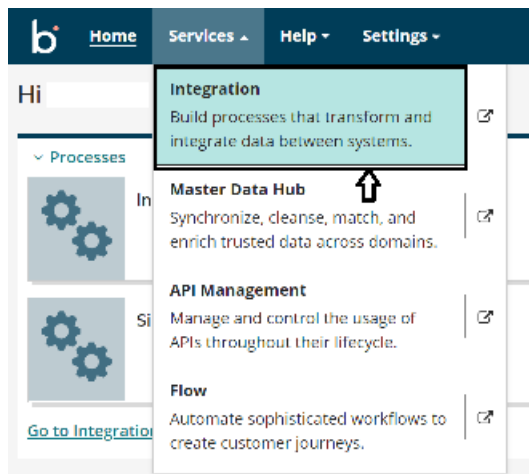 b Home Services Help Settings
Hi
Integration
Build processes that transform and
integrate data between systems.
Processes
In
Master Data Hub
Synchronize, cleanse, match, and
enrich trusted data across domains.
API Management
Si
Manage and control the usage of
APIs throughout their lifecycle.
Flow
Automate sophisticated workflows to
create customer journeys.
Go to Integratio